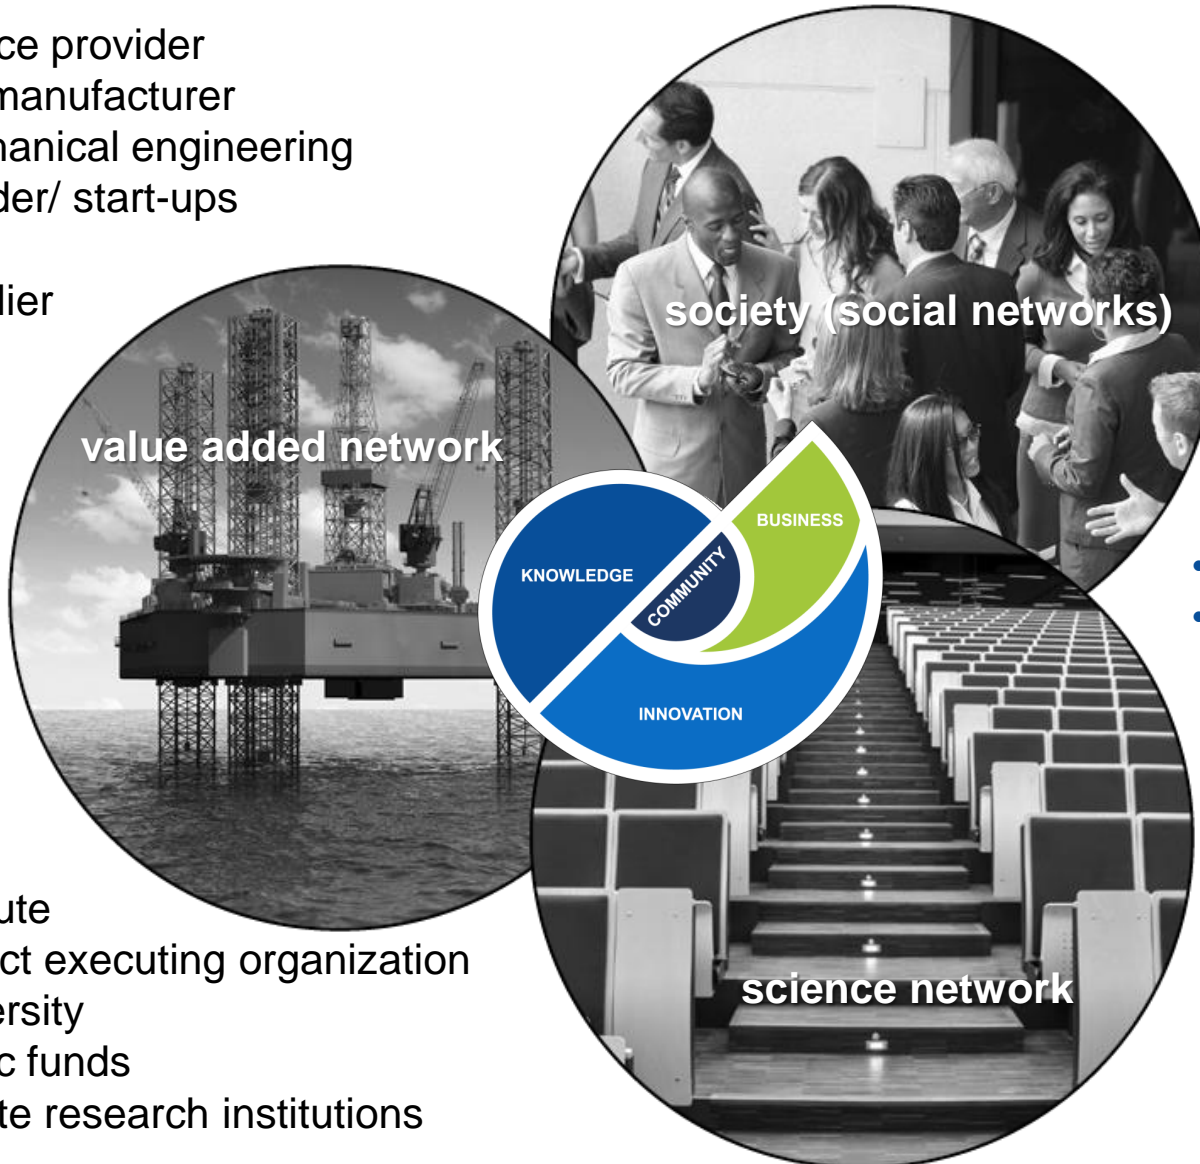 ce provider
manufacturer
hanical engineering
der/ start-ups
lier
society (social networks)
value added network
BUSINESS
KNOWLEDGE
COMMUNITY
INNOVATION
ute
ct executing organization
ersity
c funds
te research institutions
science network